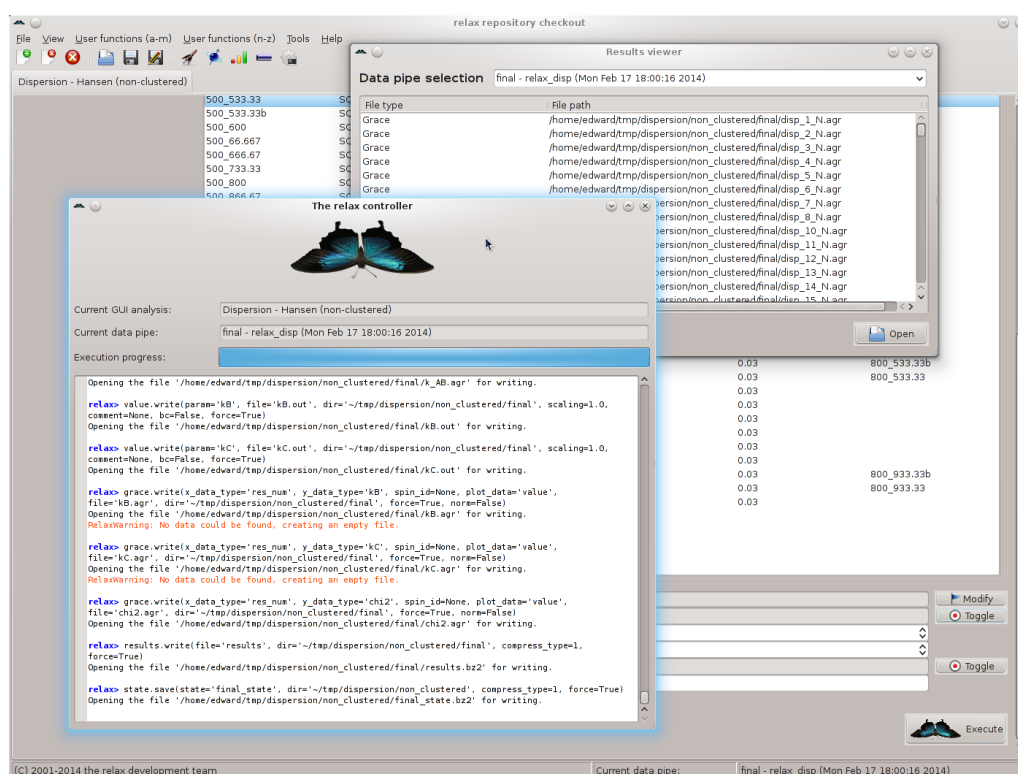 relax repository checkout
File View User functions (a-m) User functions (n-z) Tools Help
Dispersion - Hansen (non-clustered)
500_533.33
500_533.33b
500_600
500_66.667
500_666.67
500_733.33
500_800
500_866.67
Results viewer
Data pipe selection final - relax_disp (Mon Feb 17 18:00:16 2014)
File type File path
Grace /home/edward/tmp/dispersion/non_clustered/final/disp_1_N.agr
Grace /home/edward/tmp/dispersion/non_clustered/final/disp_2_N.agr
Grace /home/edward/tmp/dispersion/non_clustered/final/disp_3_N.agr
Grace /home/edward/tmp/dispersion/non_clustered/final/disp_4_N.agr
Grace /home/edward/tmp/dispersion/non_clustered/final/disp_5_N.agr
Grace /home/edward/tmp/dispersion/non_clustered/final/disp_6_N.agr
persion/non_clustered/final/disp_7_N.agr
persion/non_clustered/final/disp_8_N.agr
persion/non_clustered/final/disp_10_N.agr
persion/non_clustered/final/disp_11_N.agr
persion/non_clustered/final/disp_12_N.agr
persion/non_clustered/final/disp_13_N.agr
persion/non_clustered/final/disp_14_N.agr
persion/non_clustered/final/disp_15_N.agr
Open
The relax controller
Current GUI analysis: Dispersion - Hansen (non-clustered)
Current data pipe: final - relax_disp (Mon Feb 17 18:00:16 2014)
Execution progress:
Opening the file '/home/edward/tmp/dispersion/non_clustered/final/k_AB.agr' for writing.
relax> value.write(param='kB', file='kB.out', dir='~/tmp/dispersion/non_clustered/final', scaling=1.0,
comment=None, bc=False, force=True)
Opening the file '/home/edward/tmp/dispersion/non_clustered/final/kB.out' for writing.
relax> value.write(param='kC', file='kC.out', dir='~/tmp/dispersion/non_clustered/final', scaling=1.0,
comment=None, bc=False, force=True)
Opening the file '/home/edward/tmp/dispersion/non_clustered/final/kC.out' for writing.
relax> grace.write(x_data_type='res_num', y_data_type='kB', spin_id=None, plot_data='value',
file='kB.agr', dir='~/tmp/dispersion/non_clustered/final', force=True, norm=False)
Opening the file '/home/edward/tmp/dispersion/non_clustered/final/kB.agr' for writing.
RelaxWarning: No data could be found, creating an empty file.
relax> grace.write(x_data_type='res_num', y_data_type='kC', spin_id=None, plot_data='value',
file='kC.agr', dir='~/tmp/dispersion/non_clustered/final', force=True, norm=False)
Opening the file '/home/edward/tmp/dispersion/non_clustered/final/kC.agr' for writing.
RelaxWarning: No data could be found, creating an empty file.
relax> grace.write(x_data_type='res_num', y_data_type='chi2', spin_id=None, plot_data='value',
file='chi2.agr', dir='~/tmp/dispersion/non_clustered/final', force=True, norm=False)
Opening the file '/home/edward/tmp/dispersion/non_clustered/final/chi2.agr' for writing.
relax> results.write(file='results', dir='~/tmp/dispersion/non_clustered/final', compress_type=1,
force=True)
Opening the file '/home/edward/tmp/dispersion/non_clustered/final/results.bz2' for writing.
relax> state.save(state='final_state', dir='~/tmp/dispersion/non_clustered', compress_type=1, force=True)
Opening the file '/home/edward/tmp/dispersion/non_clustered/final_state.bz2' for writing.
0.03 800_533.33b
0.03 800_533.33
0.03
0.03
0.03
0.03
0.03
0.03
0.03 800_933.33b
0.03 800_933.33
0.03
Modify
Toggle
Toggle
Execute
(C) 2001-2014 the relax development team Current data pipe: final - relax_disp (Mon Feb 17 18:00:16 2014)